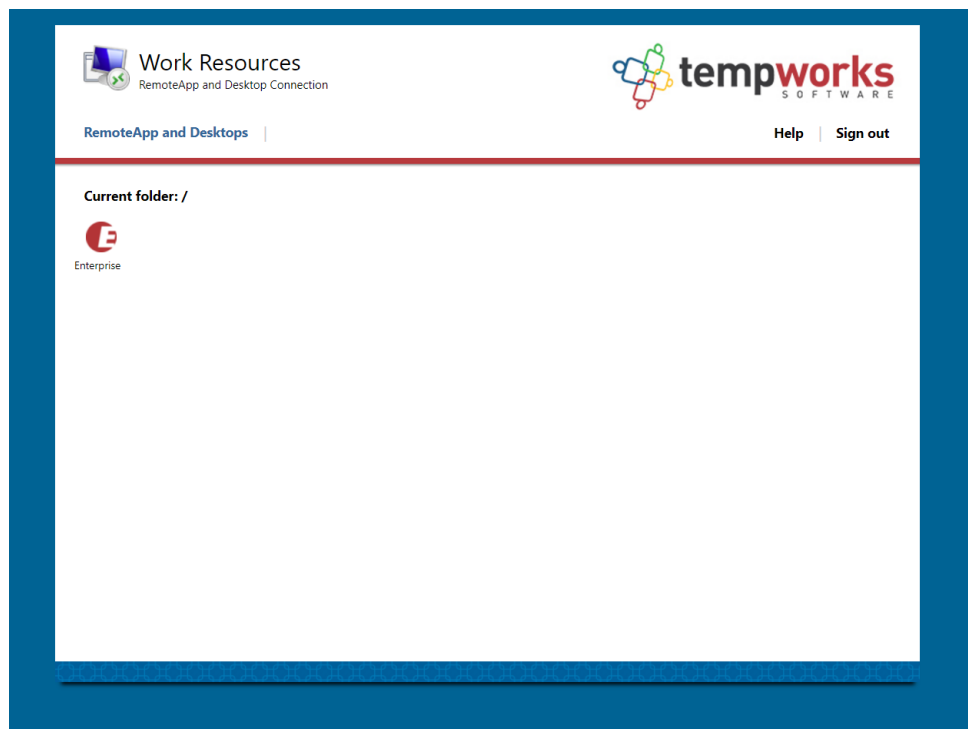 Work Resources
RemoteApp and Desktop Connection
tempworks
SOFTWARE
RemoteApp and Desktops
Help
Sign out
Current folder: /
Enterprise